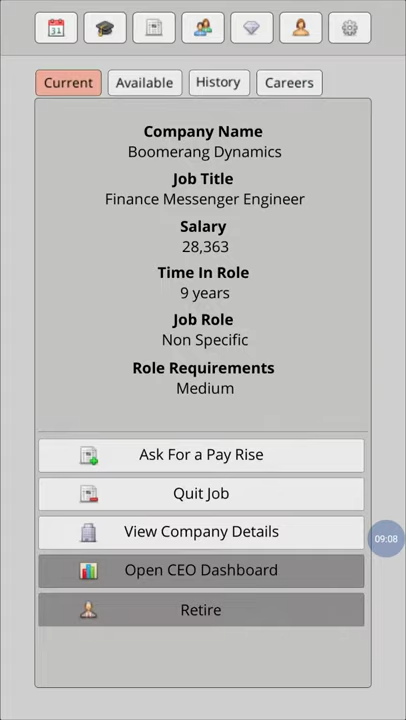 31
Current
Available
History
Careers
Company Name
Boomerang Dynamics
Job Title
Finance Messenger Engineer
Salary
28,363
Time In Role
9 years
Job Role
Non Specific
Role Requirements
Medium
Ask For a Pay Rise
Quit Job
View Company Details
09:08
Open CEO Dashboard
Retire